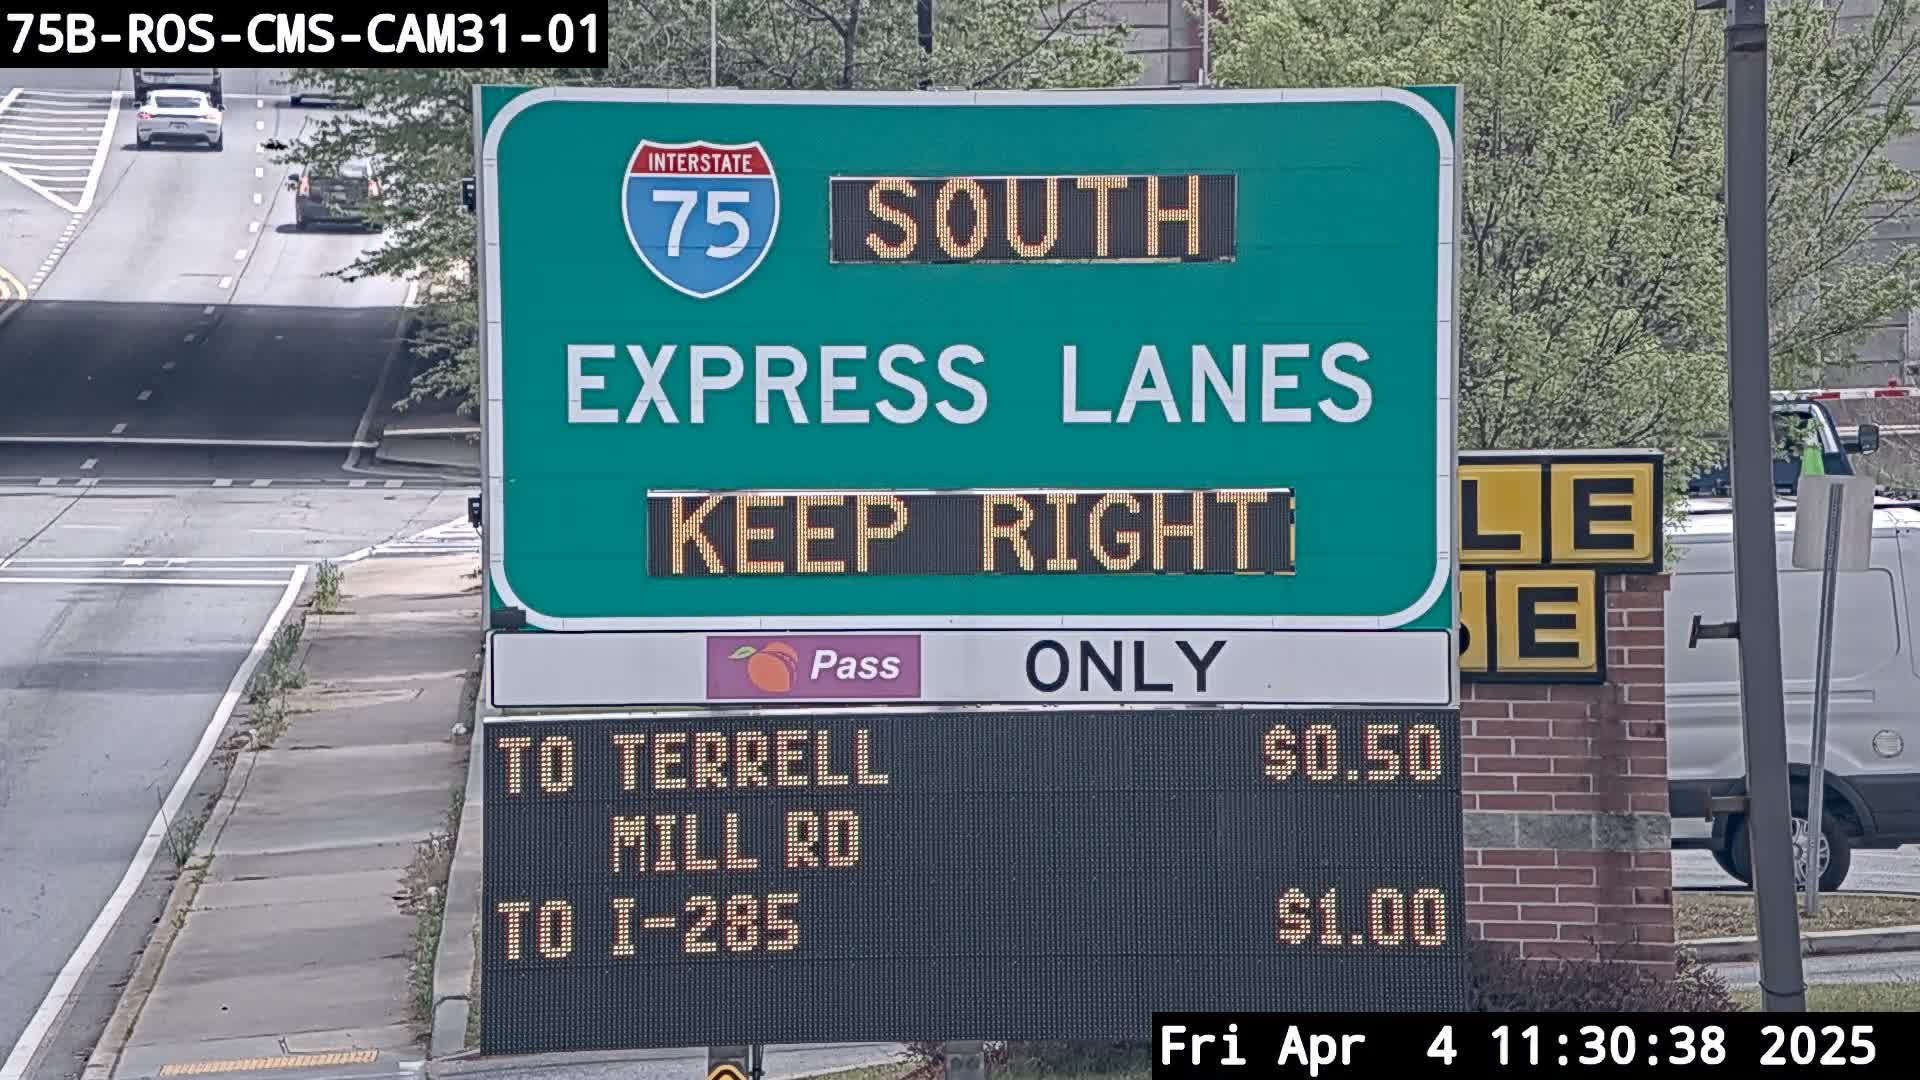 75B-ROS-CMS-CAM31-01
INTERSTATE
75
SOUTH
EXPRESS LANES
KEEP RIGHT
Pass ONLY
TO TERRELL $0.50
MILL RD
TO I-285 $1.00
Fri Apr 4 11:30:38 2025